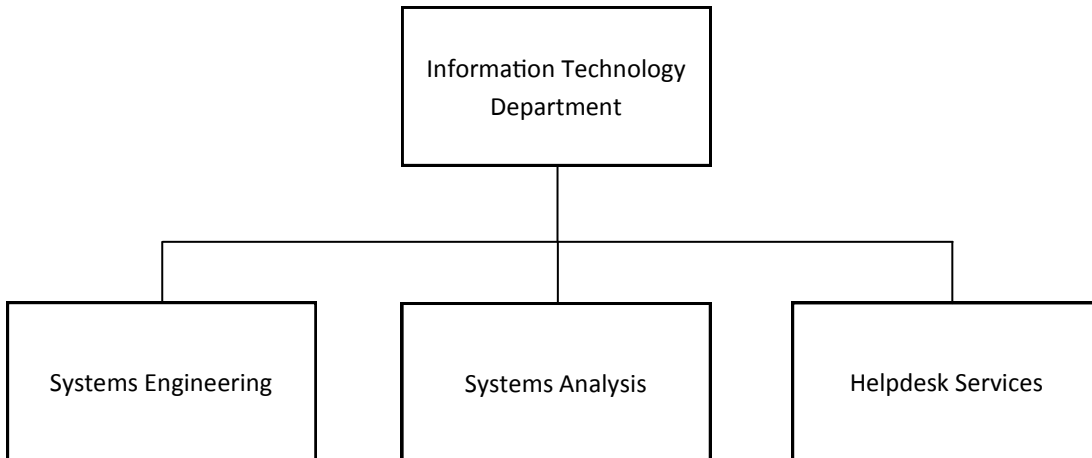 Information Technology
Department
Systems Engineering
Systems Analysis
Helpdesk Services